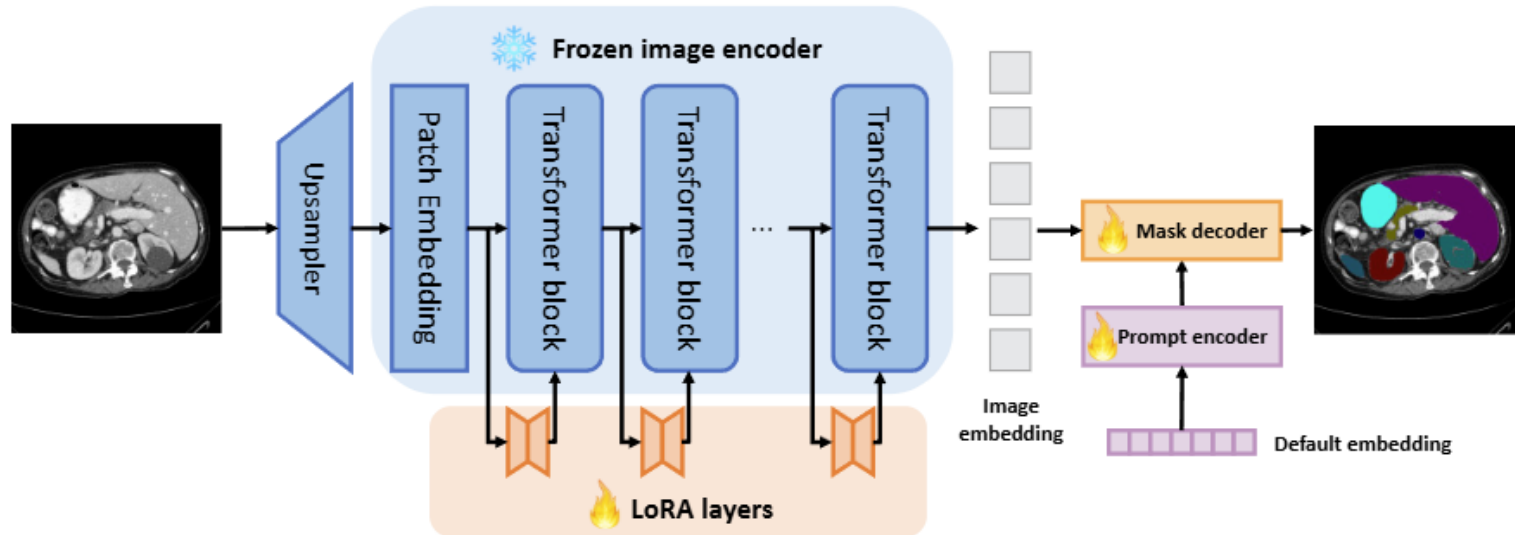 Frozen image encoder
Upsampler
Patch Embedding
Transformer block
Transformer block
...
Transformer block
Image
embedding
Mask decoder
Prompt encoder
Default embedding
LoRA layers